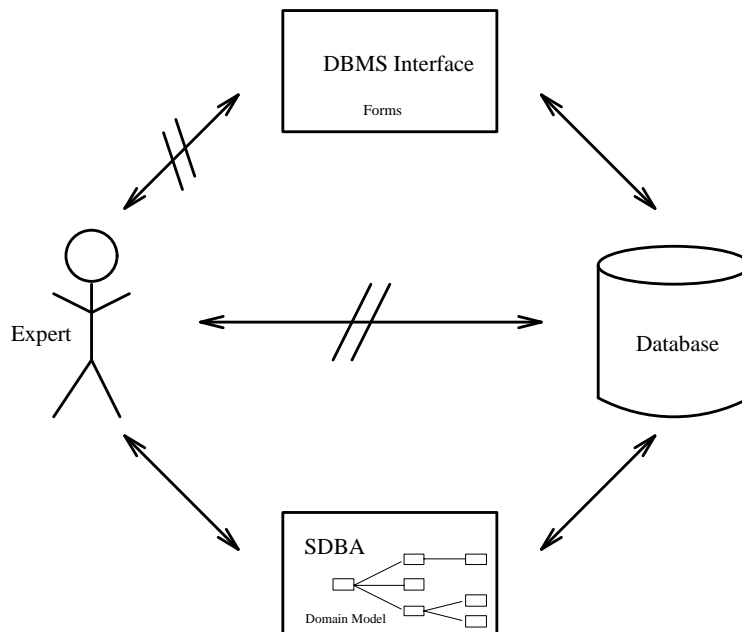 DBMS Interface
Forms
Expert
Database
SDBA
Domain Model